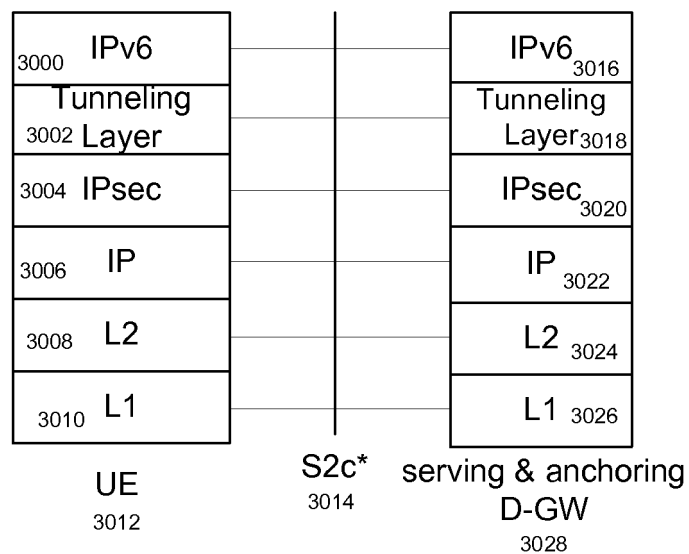 IPv6
3000
Tunneling
3002 Layer
3004 IPsec
3006 IP
3008 L2
3010 L1
UE
3012
S2c*
3014
IPv6
3016
Tunneling
Layer 3018
IPsec
3020
IP
3022
L2 3024
L1 3026
serving & anchoring
D-GW
3028